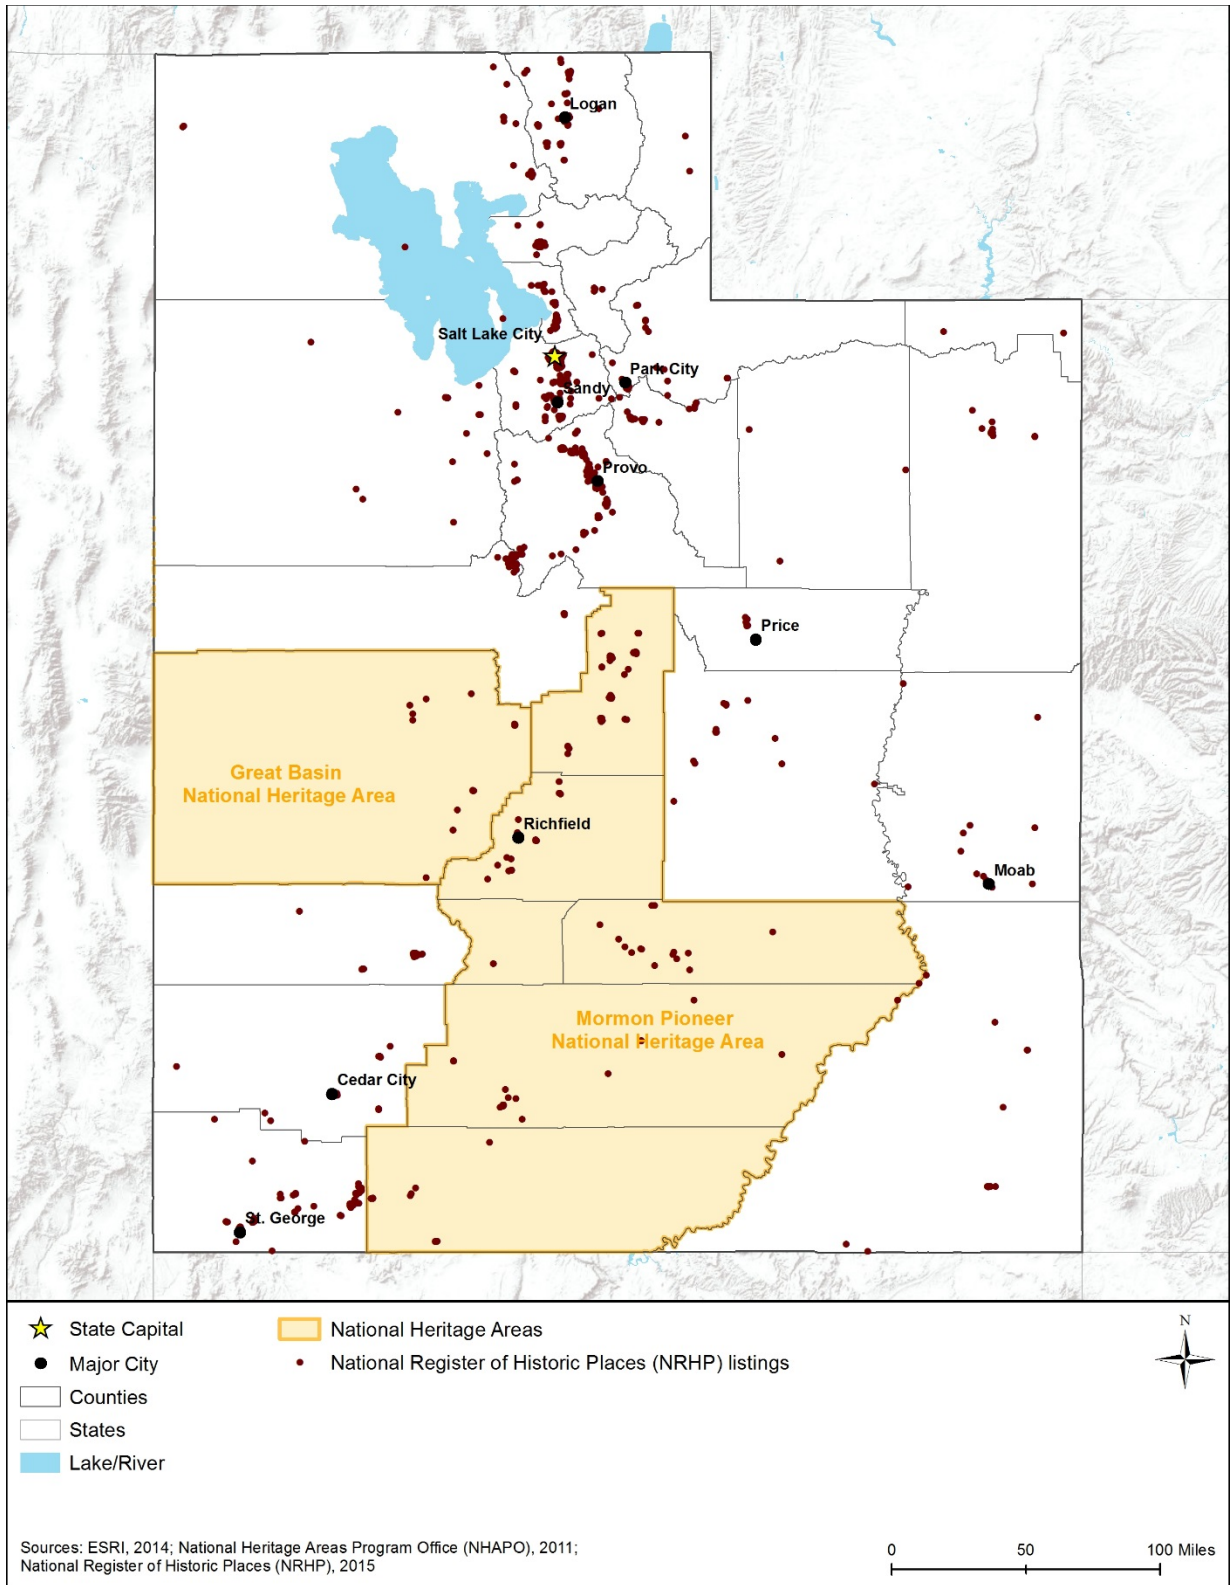 Logan
Salt Lake City
Park City
Sandy
Provo
Price
Great Basin
National Heritage Area
Richfield
Moab
Mormon Pioneer
National Heritage Area
Cedar City
St. George
State Capital
Major City
Counties
States
Lake/River
National Heritage Areas
National Register of Historic Places (NRHP) listings
N
Sources: ESRI, 2014; National Heritage Areas Program Office (NHAPO), 2011;
National Register of Historic Places (NRHP), 2015
0 50 100 Miles